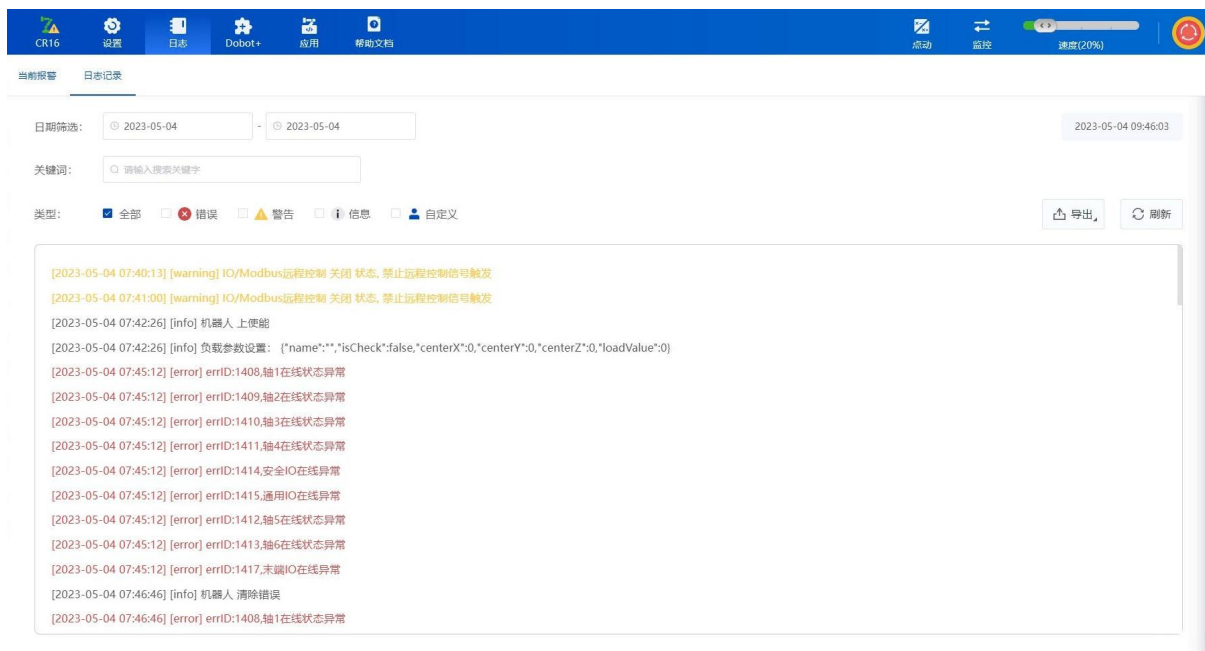 CR16 设置 日志 Dobot+ 应用 帮助文档 点动 监控 速度(20%)
当前报警 日志记录
日期筛选: 2023-05-04 - 2023-05-04 2023-05-04 09:46:03
关键词: 请输入搜索关键字
类型: 全部 错误 警告 信息 自定义 导出 刷新
[2023-05-04 07:40:13] [warning] IO/Modbus远程控制 关闭 状态, 禁止远程控制信号触发
[2023-05-04 07:41:00] [warning] IO/Modbus远程控制 关闭 状态, 禁止远程控制信号触发
[2023-05-04 07:42:26] [info] 机器人 上使能
[2023-05-04 07:42:26] [info] 负载参数设置： {"name":"","isCheck":false,"centerX":0,"centerY":0,"centerZ":0,"loadValue":0}
[2023-05-04 07:45:12] [error] errID:1408,轴1在线状态异常
[2023-05-04 07:45:12] [error] errID:1409,轴2在线状态异常
[2023-05-04 07:45:12] [error] errID:1410,轴3在线状态异常
[2023-05-04 07:45:12] [error] errID:1411,轴4在线状态异常
[2023-05-04 07:45:12] [error] errID:1414,安全IO在线异常
[2023-05-04 07:45:12] [error] errID:1415,通用IO在线异常
[2023-05-04 07:45:12] [error] errID:1412,轴5在线状态异常
[2023-05-04 07:45:12] [error] errID:1413,轴6在线状态异常
[2023-05-04 07:45:12] [error] errID:1417,末端IO在线异常
[2023-05-04 07:46:46] [info] 机器人 清除错误
[2023-05-04 07:46:46] [error] errID:1408,轴1在线状态异常